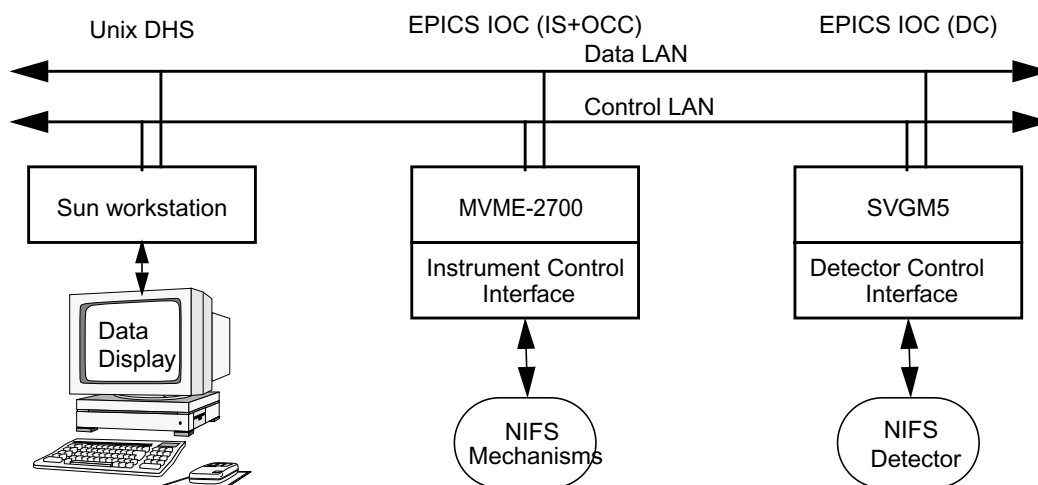 Unix DHS
EPICS IOC (IS+OCC)
EPICS IOC (DC)
Data LAN
Control LAN
Sun workstation
MVME-2700
SVGM5
Instrument Control
Interface
Detector Control
Interface
Data
Display
NIFS
Mechanisms
NIFS
Detector